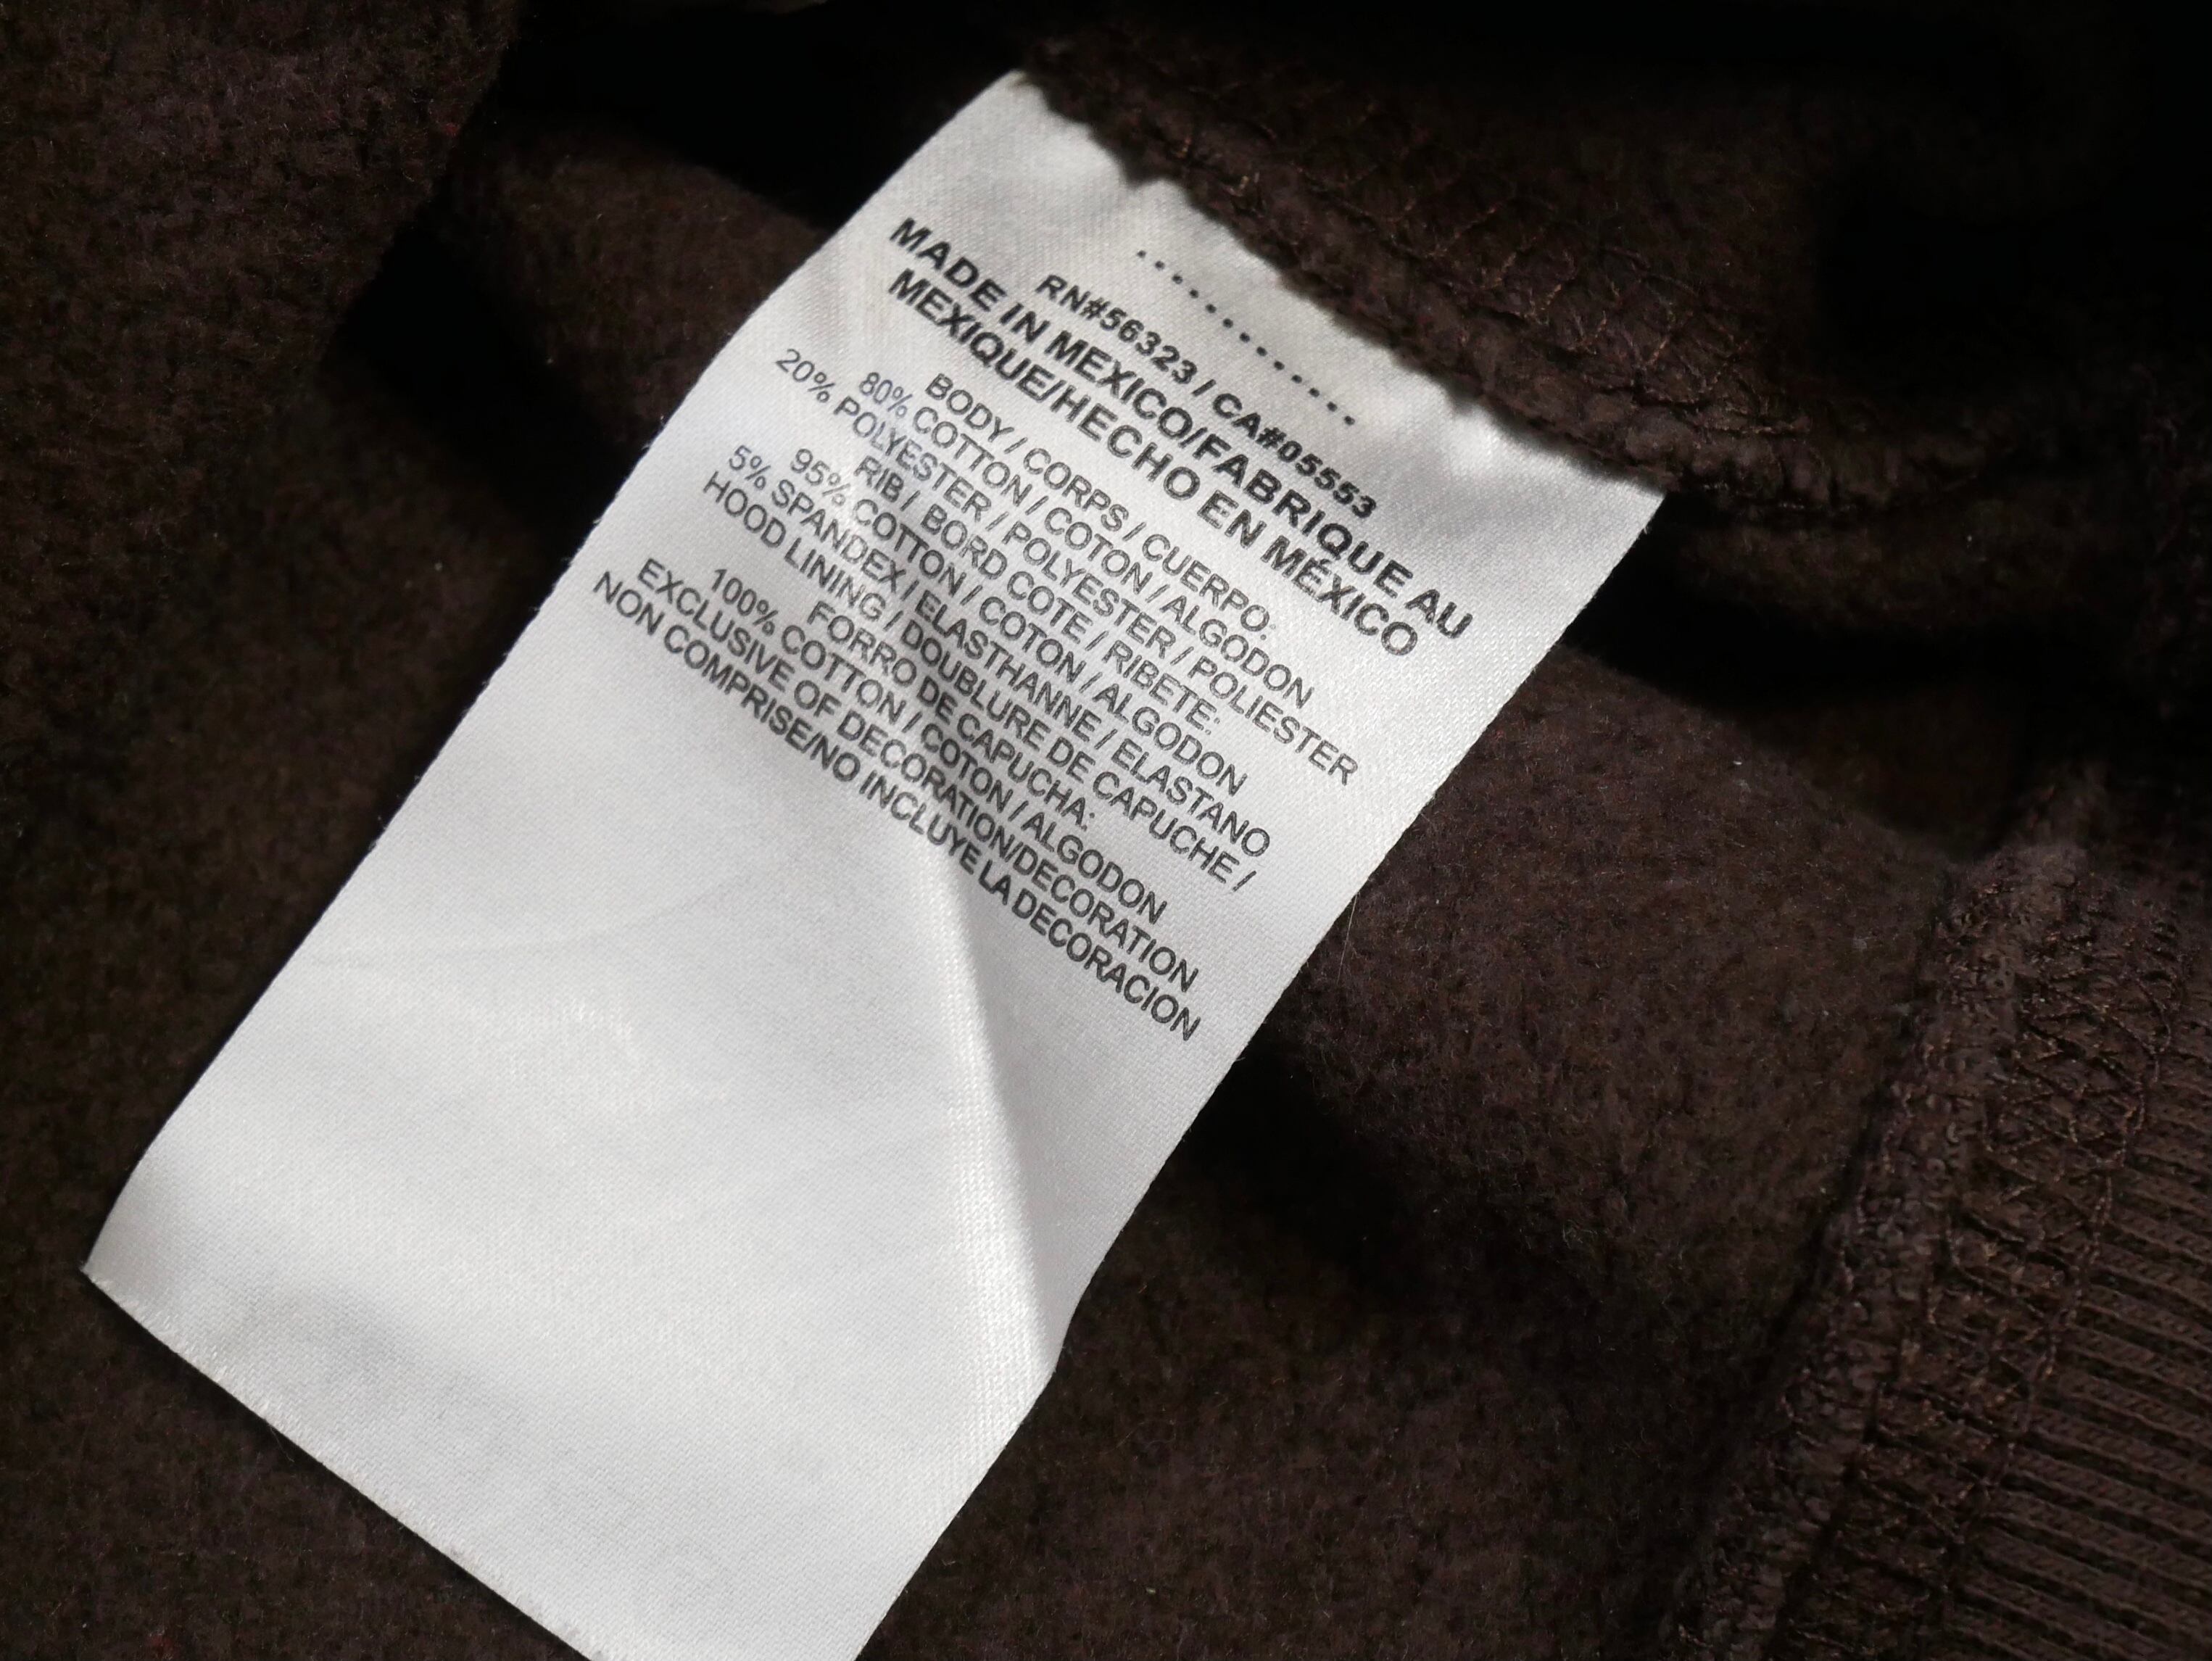 RN#56323 / CA#05553
MADE IN MEXICO/FABRIQUE AU
MEXIQUE/HECHO EN MÉXICO
BODY / CORPS / CUERPO:
80% COTTON / COTON / ALGODON
20% POLYESTER / POLYESTER / POLIESTER
RIB / BORD COTE / RIBETE:
95% COTTON / COTON / ALGODON
5% SPANDEX / ELASTHANNE / ELASTANO
HOOD LINING / DOUBLURE DE CAPUCHE /
FORRO DE CAPUCHA:
100% COTTON / COTON / ALGODON
EXCLUSIVE OF DECORATION/DECORATION
NON COMPRISE/NO INCLUYE LA DECORACION